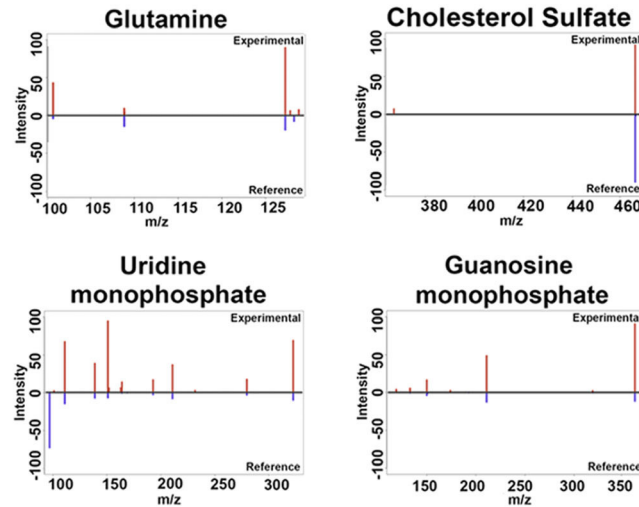 Glutamine
Experimental
100
50
0
-50
-100
Intensity
Reference
100 105 110 115 120 125
m/z
Cholesterol Sulfate
Experimental
100
50
0
-50
-100
Intensity
Reference
380 400 420 440 460
m/z
Uridine
monophosphate
Experimental
100
50
0
-50
-100
Intensity
Reference
100 150 200 250 300
m/z
Guanosine
monophosphate
Experimental
100
50
0
-50
-100
Intensity
Reference
150 200 250 300 350
m/z